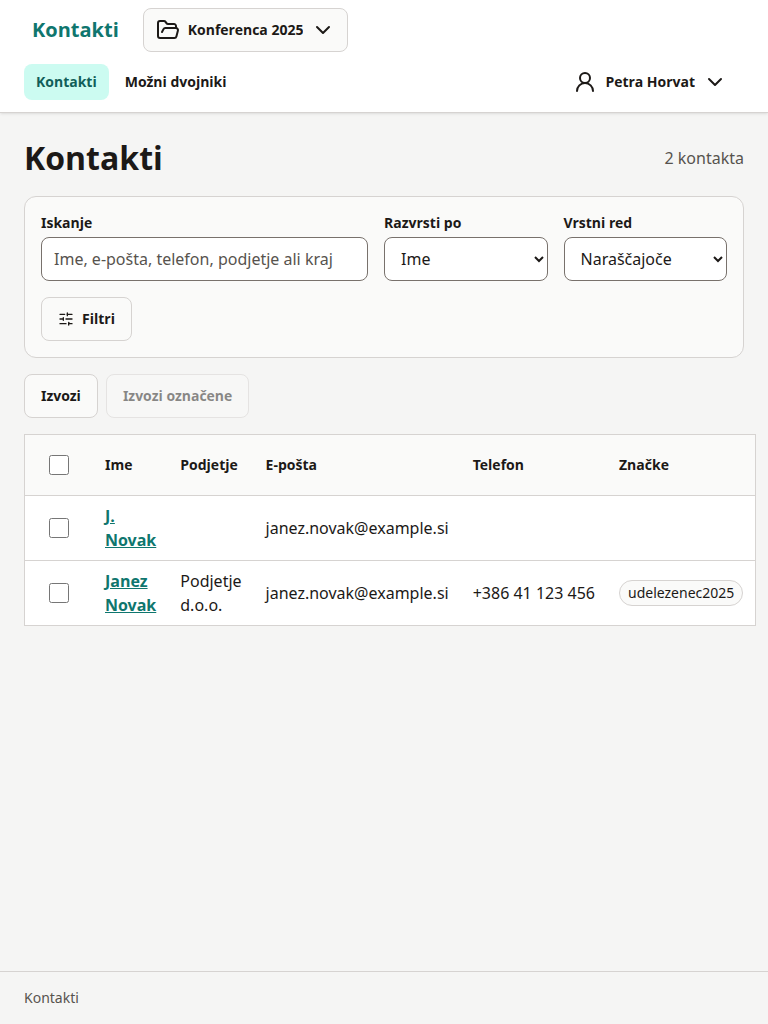 Kontakti
Konferenca 2025
Kontakti
Možni dvojniki
Petra Horvat
Kontakti
2 kontakta
Iskanje
Razvrsti po
Vrstni red
Ime, e-pošta, telefon, podjetje ali kraj
Ime
Naraščajoče
Filtri
Izvozi
Izvozi označene
Ime
Podjetje
E-pošta
Telefon
Značke
J.
Novak
janez.novak@example.si
Janez
Novak
Podjetje
d.o.o.
janez.novak@example.si
+386 41 123 456
udelezenec2025
Kontakti